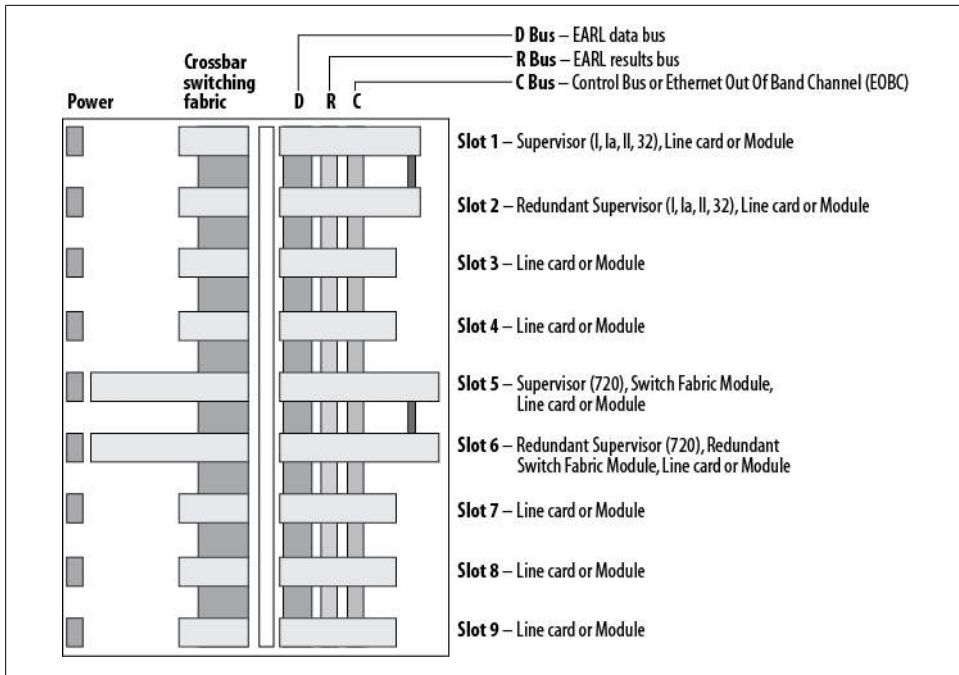 D Bus – EARL data bus
R Bus – EARL results bus
C Bus – Control Bus or Ethernet Out Of Band Channel (EOBC)
Crossbar
switching
fabric
Power
D R C
Slot 1 – Supervisor (I, Ia, II, 32), Line card or Module
Slot 2 – Redundant Supervisor (I, Ia, II, 32), Line card or Module
Slot 3 – Line card or Module
Slot 4 – Line card or Module
Slot 5 – Supervisor (720), Switch Fabric Module,
Line card or Module
Slot 6 – Redundant Supervisor (720), Redundant
Switch Fabric Module, Line card or Module
Slot 7 – Line card or Module
Slot 8 – Line card or Module
Slot 9 – Line card or Module